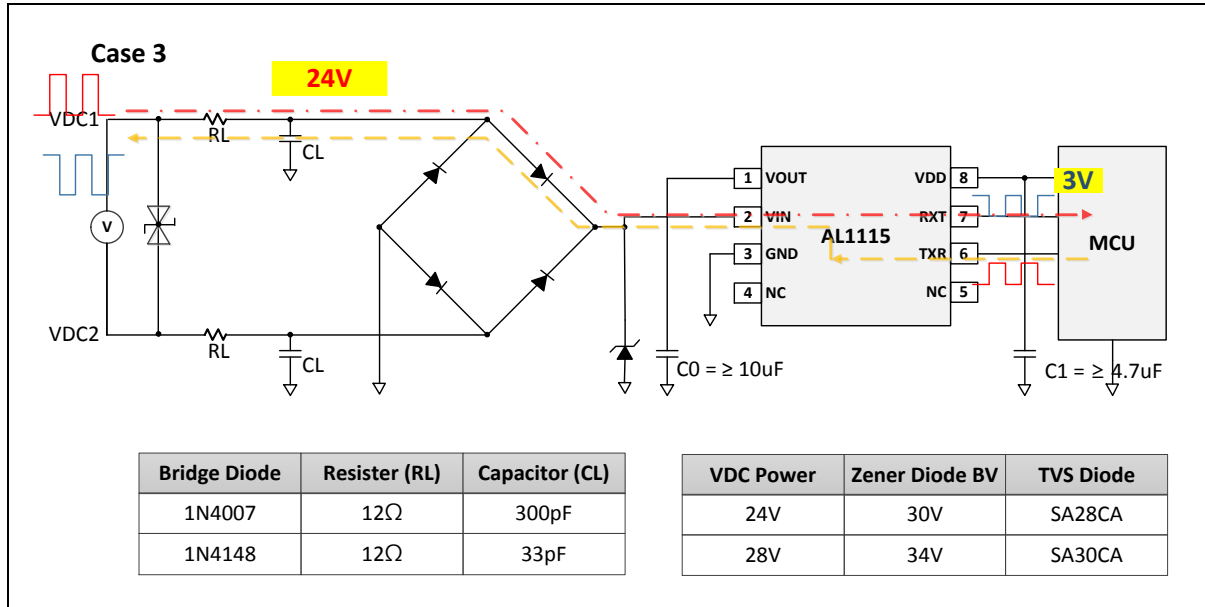 Case 3
24V
VDC1
RL
CL
V
VDC2
RL
CL
1 VOUT VDD 8
2 VIN RXT 7
AL1115
3 GND TXR 6
4 NC NC 5
3V
MCU
C0 = ≥ 10uF
C1 = ≥ 4.7uF
Bridge Diode Resister (RL) Capacitor (CL)
1N4007 12Ω 300pF
1N4148 12Ω 33pF
VDC Power Zener Diode BV TVS Diode
24V 30V SA28CA
28V 34V SA30CA